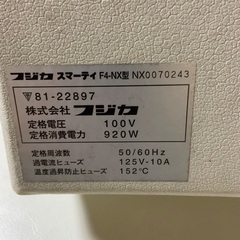 フジカ スマーティ F4-NX型 NX0070243
〒81-22897
株式会社 フジカ
定格電圧 100V
定格消費電力 920W
定格周波数 50/60Hz
過電流ヒューズ 125V-10A
温度過昇防止ヒューズ 152℃